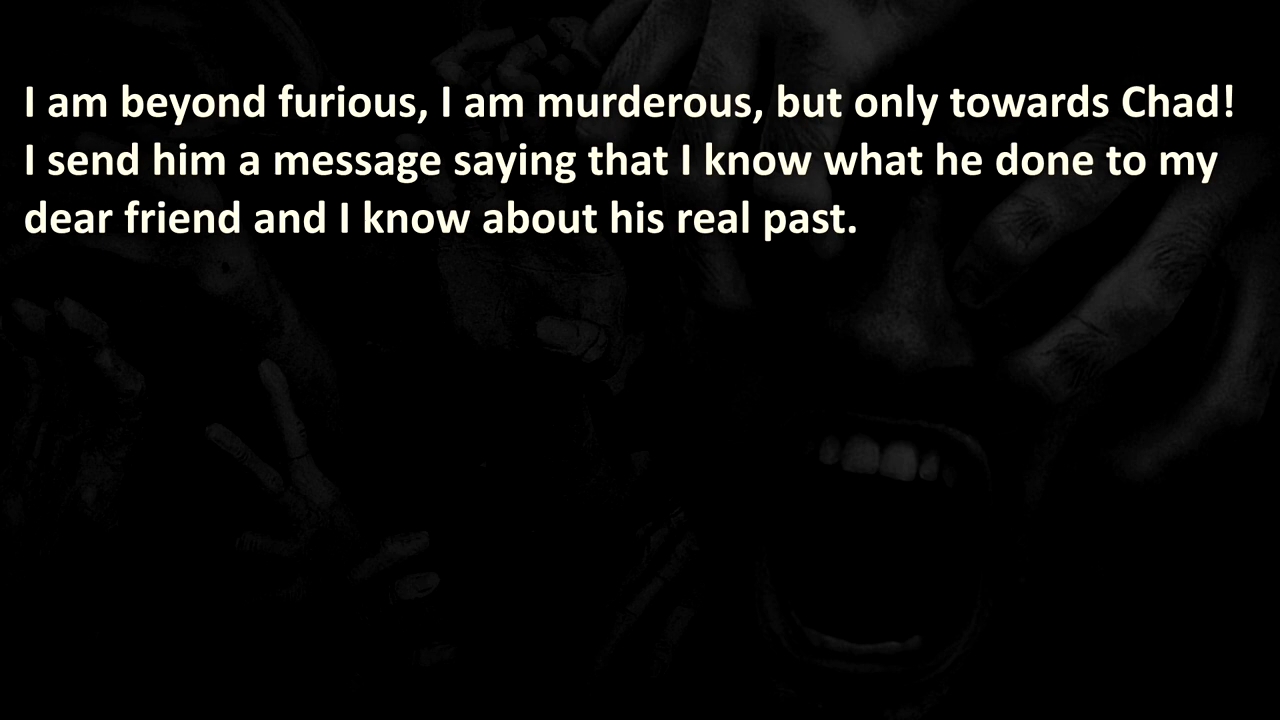 I am beyond furious, I am murderous, but only towards Chad!
I send him a message saying that I know what he done to my
dear friend and I know about his real past.